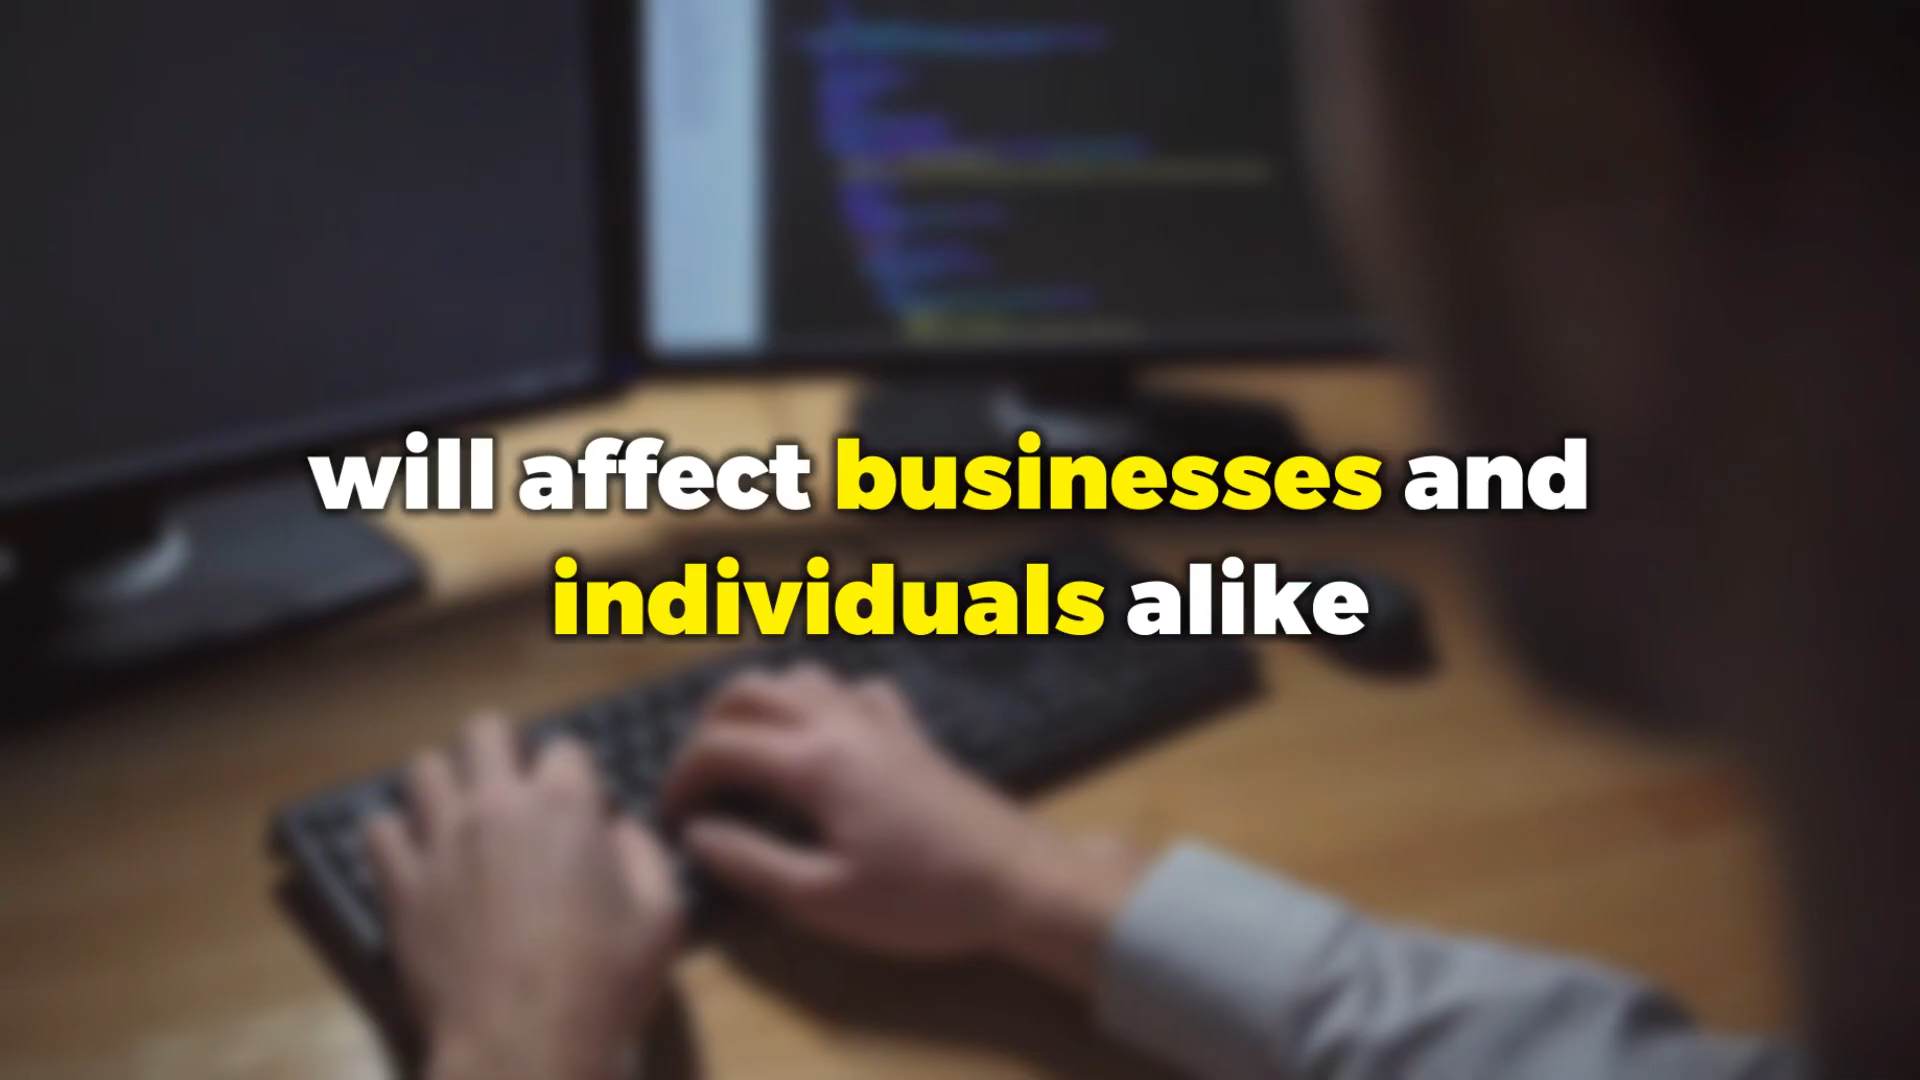 will affect businesses and
individuals alike